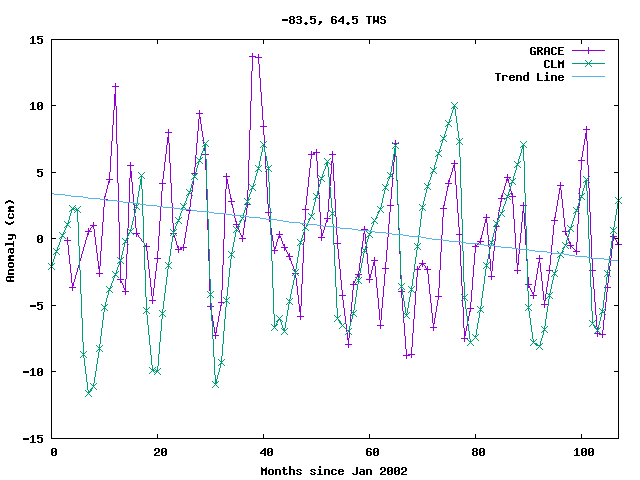 -83.5, 64.5 TWS
GRACE
CLM
Trend Line
15
10
5
0
-5
-10
-15
Anomaly (cm)
0 20 40 60 80 100
Months since Jan 2002